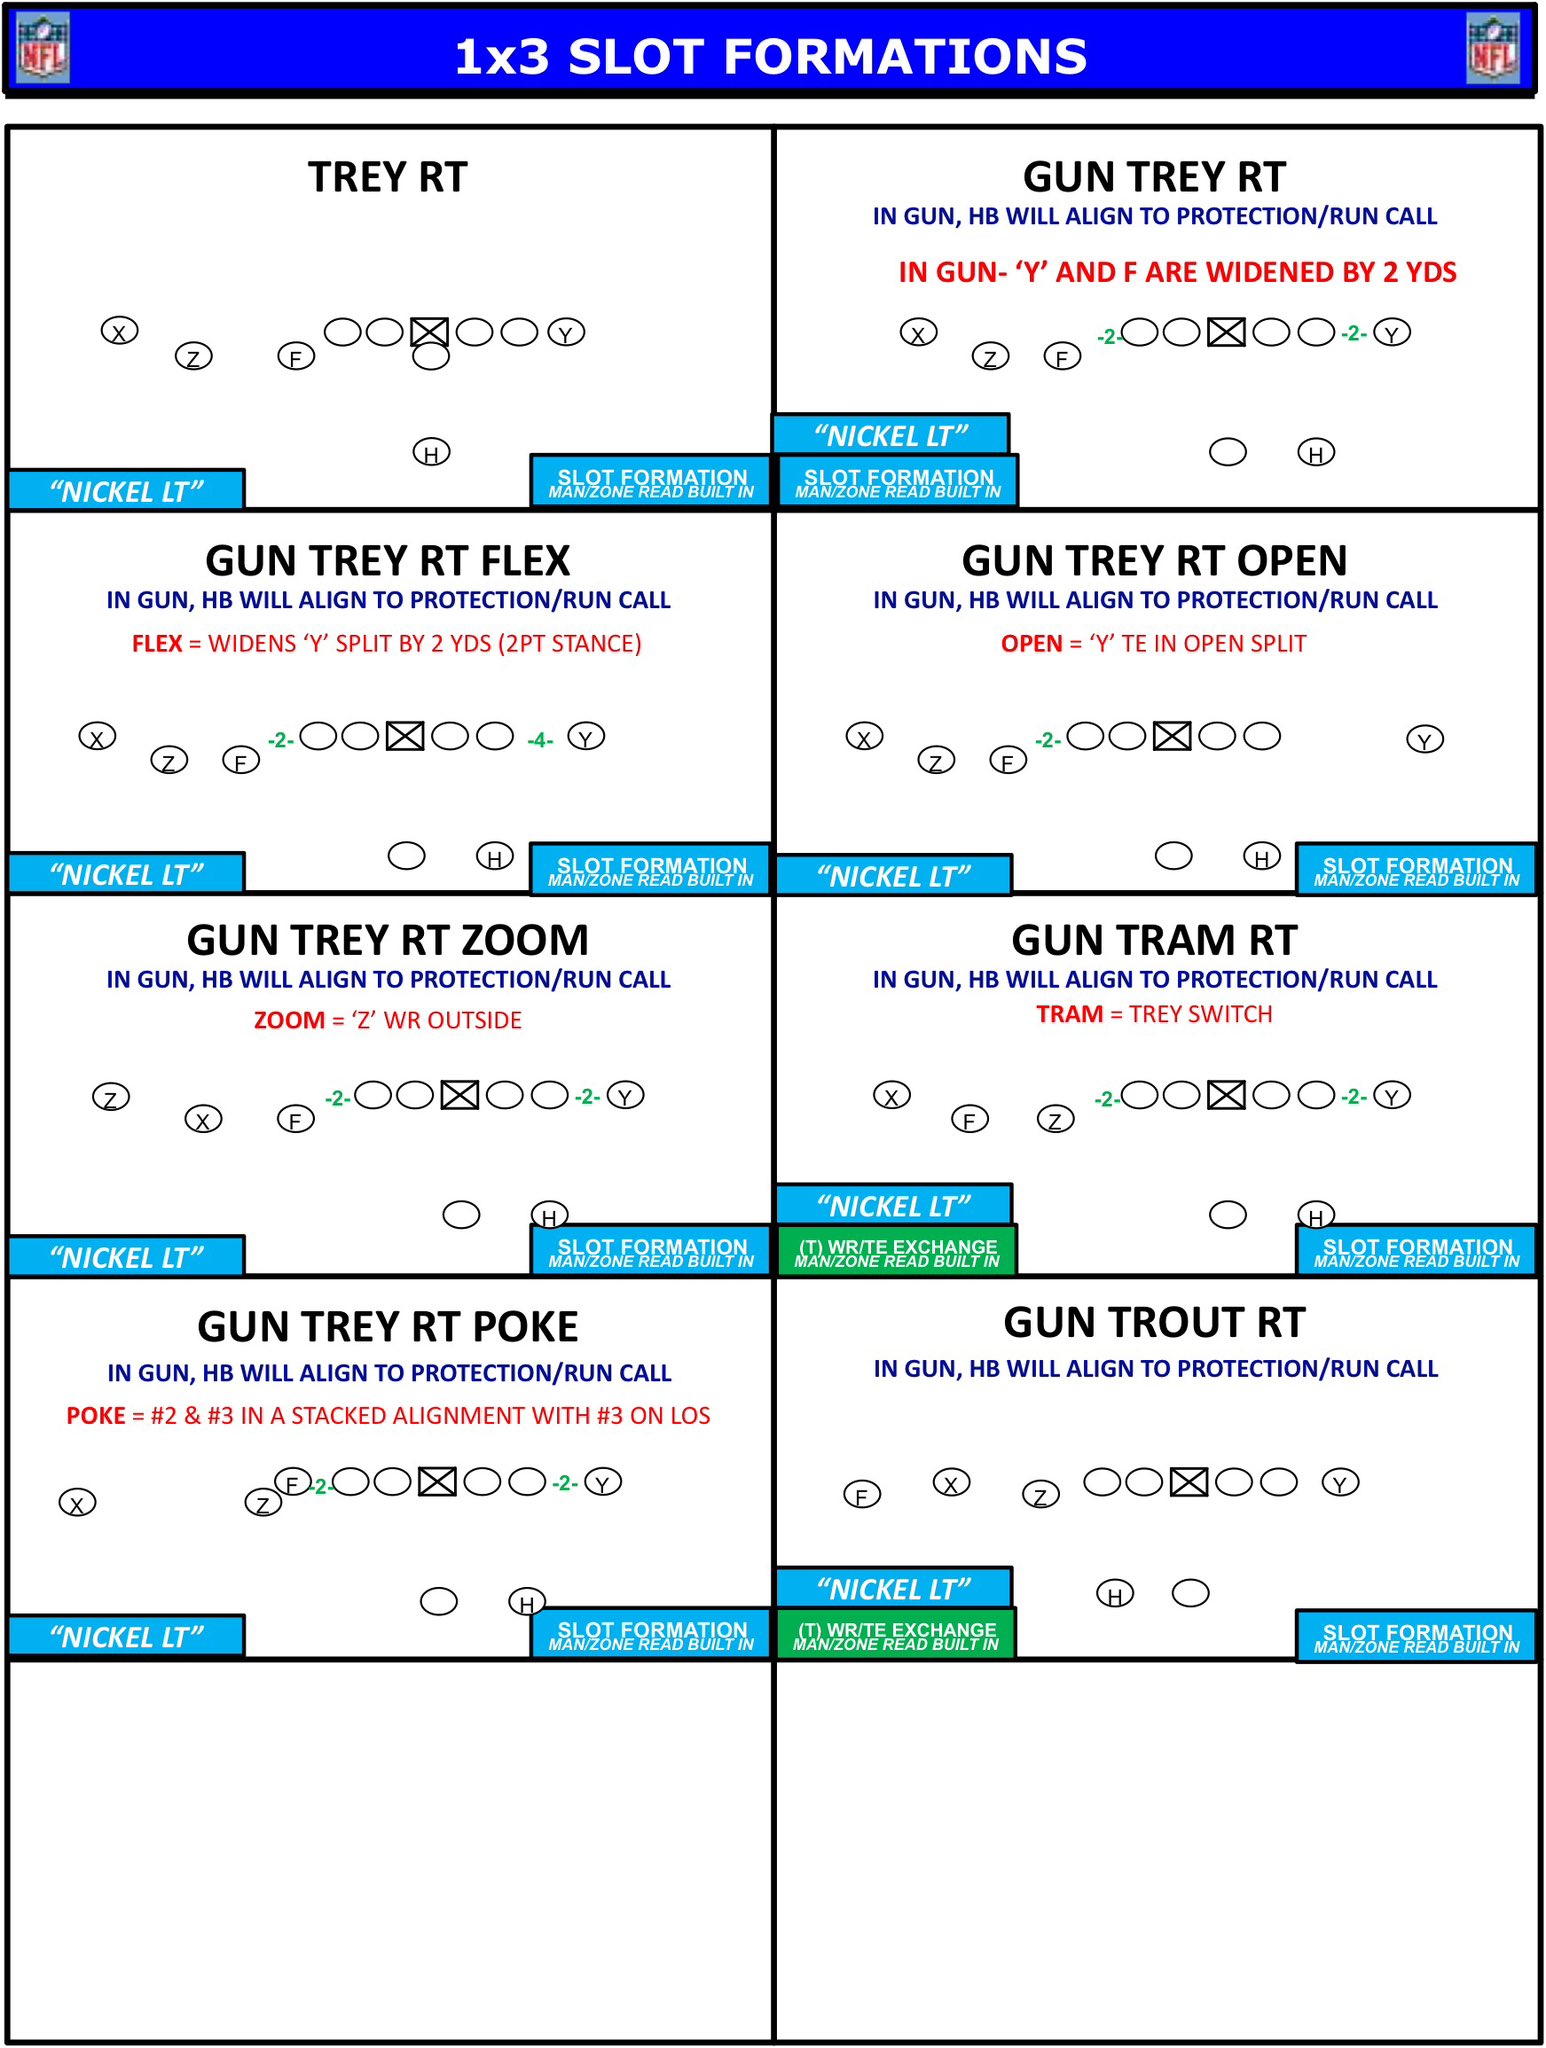 NFL
1x3 SLOT FORMATIONS
NFL
TREY RT
X
Z
F
Y
H
“NICKEL LT”
SLOT FORMATION
MAN/ZONE READ BUILT IN
GUN TREY RT
IN GUN, HB WILL ALIGN TO PROTECTION/RUN CALL
IN GUN- ‘Y’ AND F ARE WIDENED BY 2 YDS
X
Z
F
-2-
-2-
Y
H
“NICKEL LT”
SLOT FORMATION
MAN/ZONE READ BUILT IN
GUN TREY RT FLEX
IN GUN, HB WILL ALIGN TO PROTECTION/RUN CALL
FLEX = WIDENS ‘Y’ SPLIT BY 2 YDS (2PT STANCE)
X
Z
F
-2-
-4-
Y
H
“NICKEL LT”
SLOT FORMATION
MAN/ZONE READ BUILT IN
GUN TREY RT OPEN
IN GUN, HB WILL ALIGN TO PROTECTION/RUN CALL
OPEN = ‘Y’ TE IN OPEN SPLIT
X
Z
F
-2-
Y
H
“NICKEL LT”
SLOT FORMATION
MAN/ZONE READ BUILT IN
GUN TREY RT ZOOM
IN GUN, HB WILL ALIGN TO PROTECTION/RUN CALL
ZOOM = ‘Z’ WR OUTSIDE
Z
X
F
-2-
-2-
Y
H
“NICKEL LT”
SLOT FORMATION
MAN/ZONE READ BUILT IN
GUN TRAM RT
IN GUN, HB WILL ALIGN TO PROTECTION/RUN CALL
TRAM = TREY SWITCH
X
F
Z
-2-
-2-
Y
H
“NICKEL LT”
(T) WR/TE EXCHANGE
MAN/ZONE READ BUILT IN
SLOT FORMATION
MAN/ZONE READ BUILT IN
GUN TREY RT POKE
IN GUN, HB WILL ALIGN TO PROTECTION/RUN CALL
POKE = #2 & #3 IN A STACKED ALIGNMENT WITH #3 ON LOS
X
Z
F
-2-
-2-
Y
H
“NICKEL LT”
SLOT FORMATION
MAN/ZONE READ BUILT IN
GUN TROUT RT
IN GUN, HB WILL ALIGN TO PROTECTION/RUN CALL
F
X
Z
Y
H
“NICKEL LT”
(T) WR/TE EXCHANGE
MAN/ZONE READ BUILT IN
SLOT FORMATION
MAN/ZONE READ BUILT IN